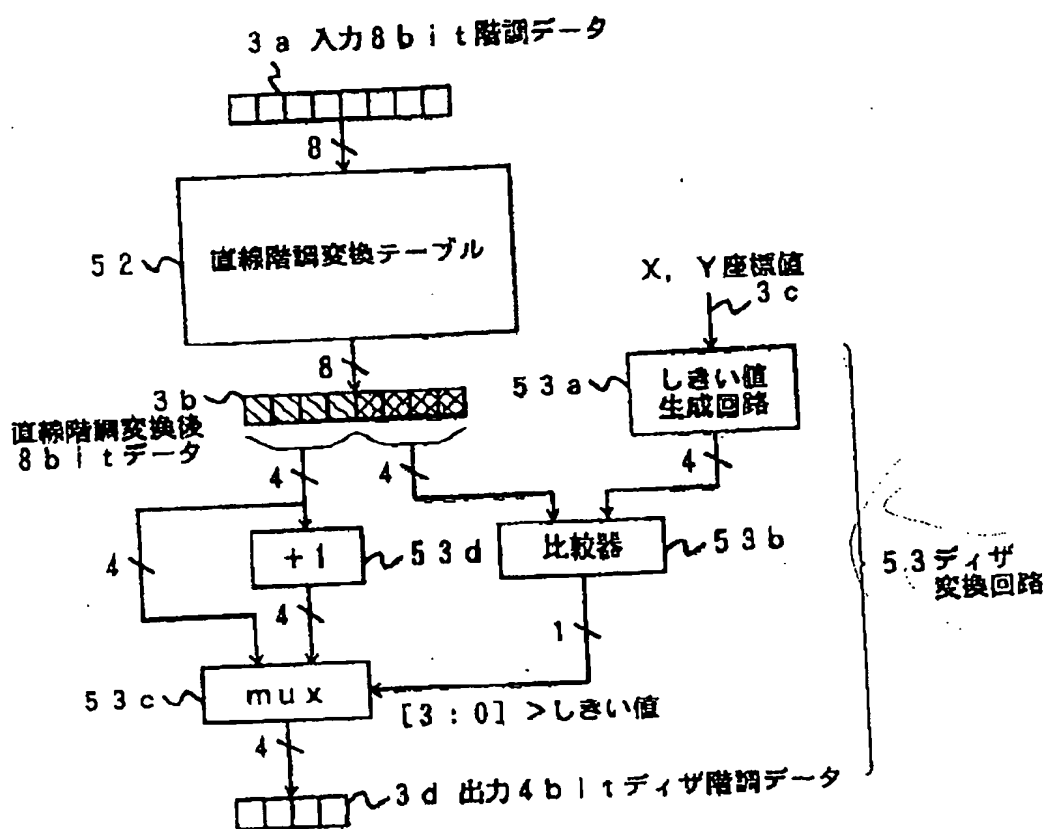 3a 入力8bit階調データ
8
52
直線階調変換テーブル
X, Y座標値
3c
8
3b
直線階調変換後
8bitデータ
53a
しきい値
生成回路
4
4
4
4
+1
53d
比較器
53b
53ディザ
変換回路
4
1
53c
mux
[3:0]>しきい値
4
3d 出力4bitディザ階調データ